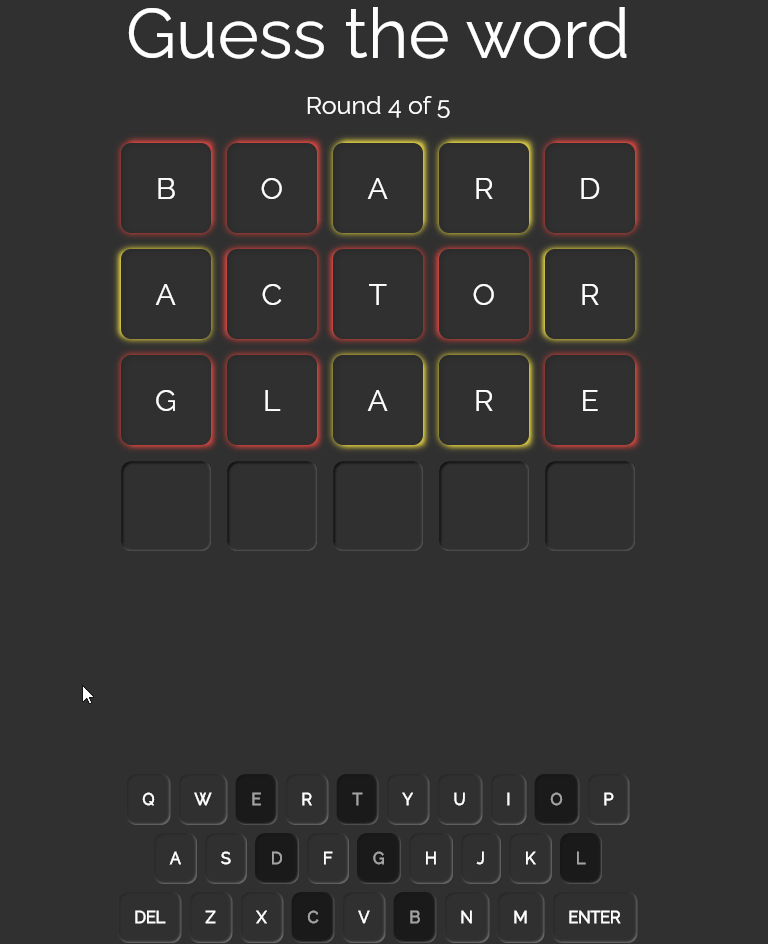 Guess the word
Round 4 of 5
B O A R D
A C T O R
G L A R E
Q W E R T Y U I O P
A S D F G H J K L
DEL Z X C V B N M ENTER